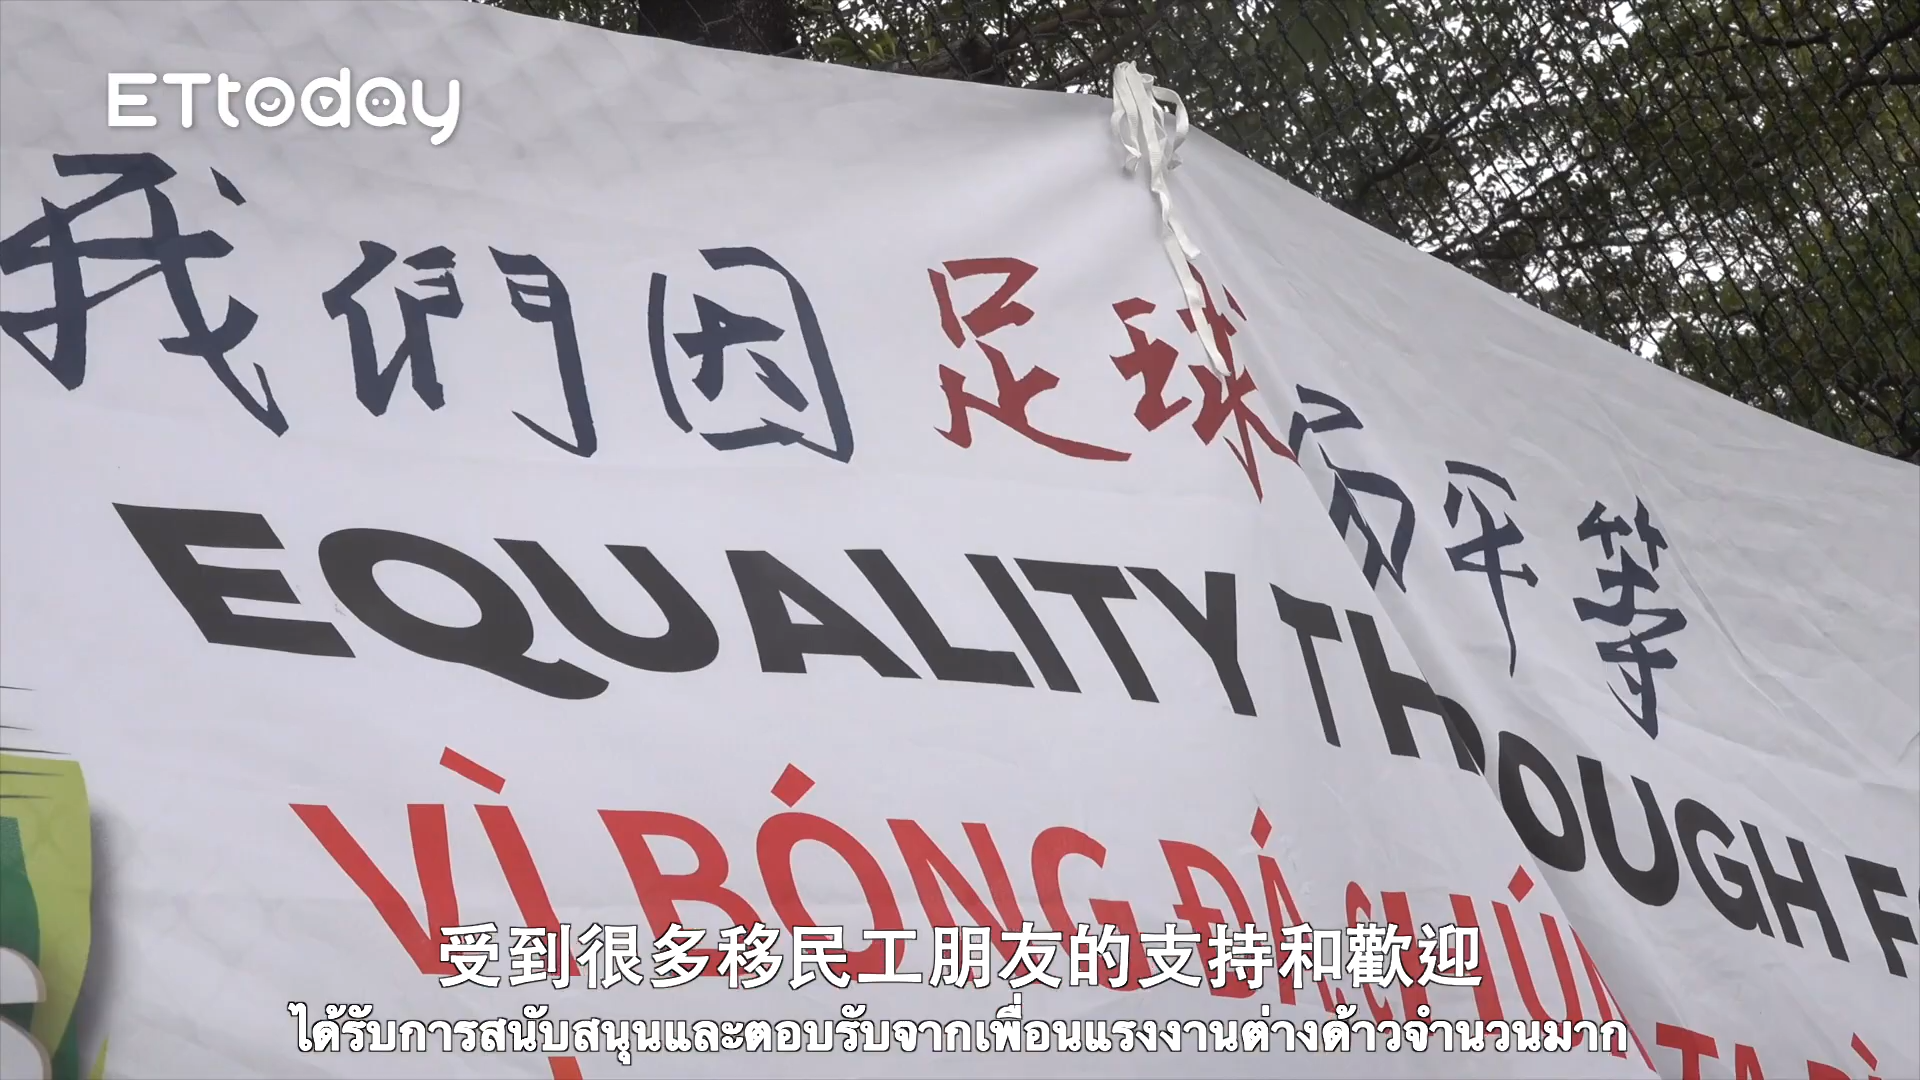 ETtoday
我們因足球而平等
EQUALITY THROUGH F
VÌ BÓNG ĐÁ, CHÚN TA BÌ
受到很多移民工朋友的支持和歡迎
ได้รับการสนับสนุนและตอบรับจากเพื่อนแรงงานต่างด้าวจำนวนมาก